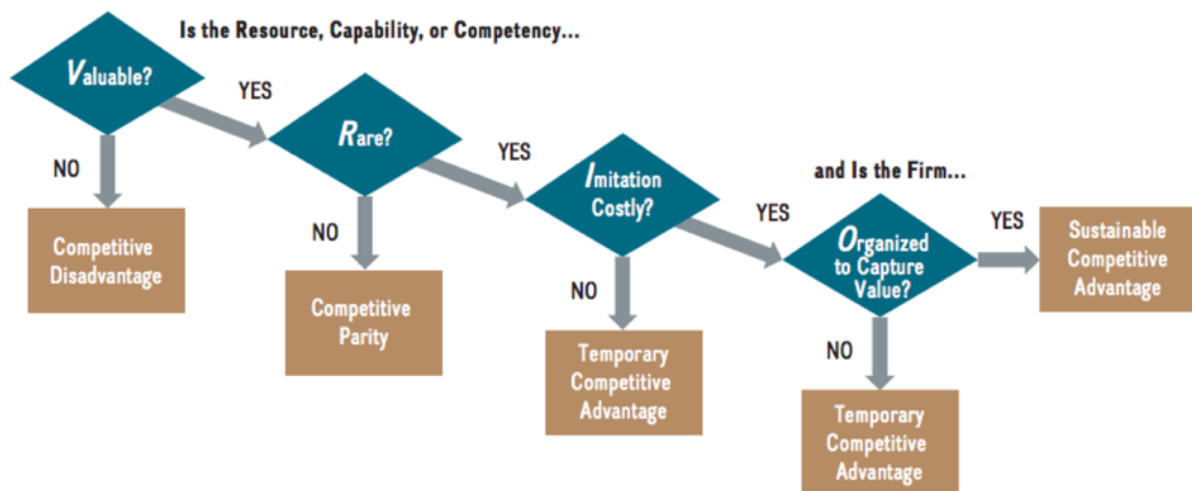 Is the Resource, Capability, or Competency...
Valuable?
YES
NO
Competitive
Disadvantage
Rare?
YES
NO
Competitive
Parity
Imitation
Costly?
YES
NO
Temporary
Competitive
Advantage
and Is the Firm...
Organized
to Capture
Value?
YES
NO
Temporary
Competitive
Advantage
Sustainable
Competitive
Advantage